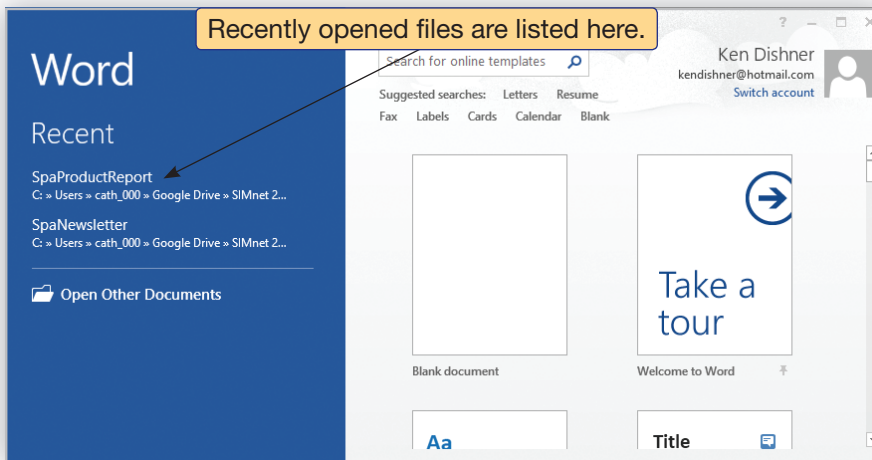 Recently opened files are listed here.
Word
Recent
SpaProductReport
C: » Users » cath_000 » Google Drive » SIMnet 2...
SpaNewsletter
C: » Users » cath_000 » Google Drive » SIMnet 2...
Open Other Documents
?
Search for online templates
Suggested searches: Letters Resume
Fax Labels Cards Calendar Blank
Ken Dishner
kendishner@hotmail.com
Switch account
Blank document
Take a
tour
Welcome to Word
Aa
Title